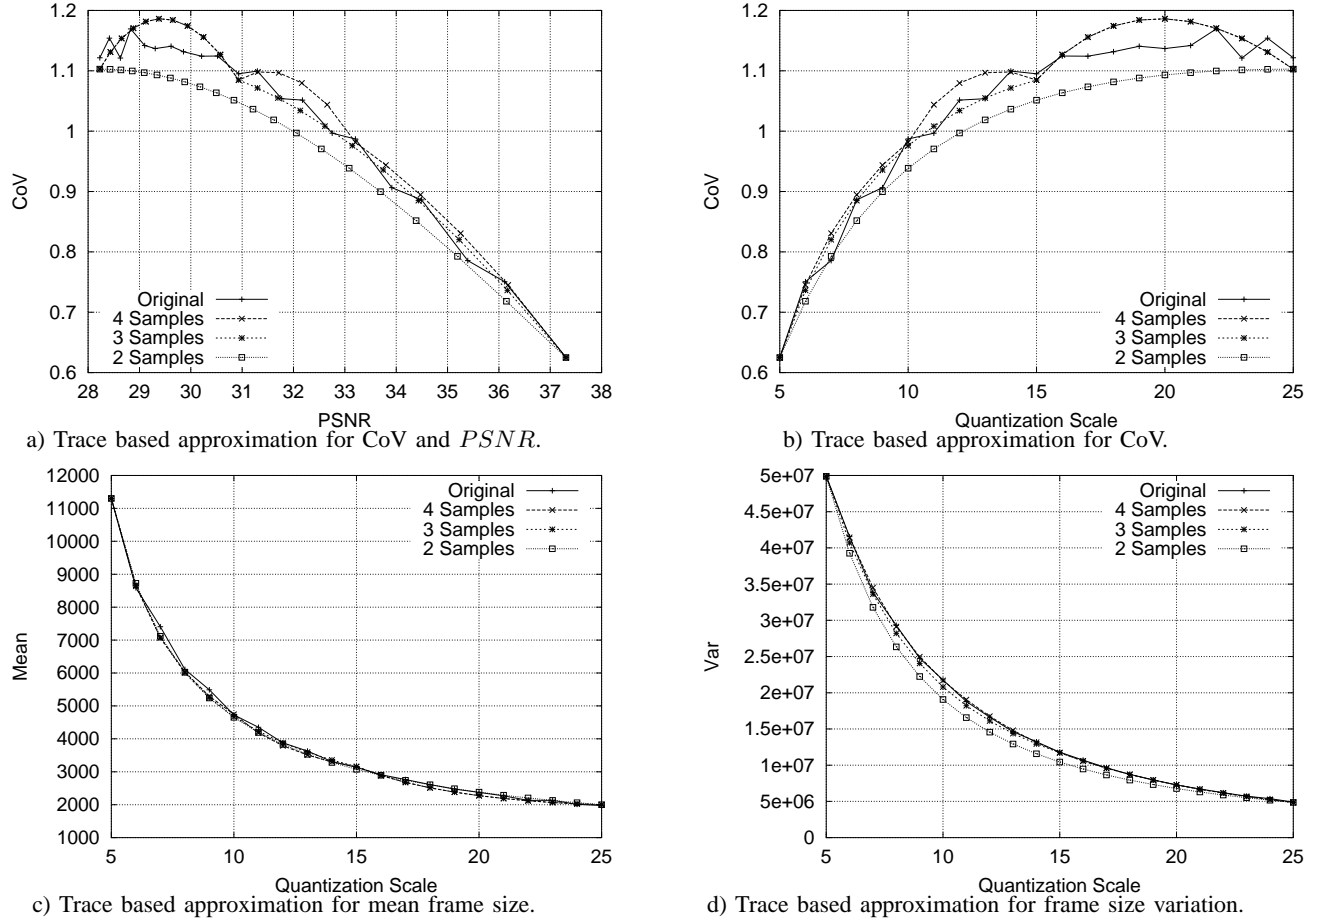 1.2
1.1
1
0.9
0.8
0.7
0.6
CoV
Original
4 Samples
3 Samples
2 Samples
28 29 30 31 32 33 34 35 36 37 38
PSNR
a) Trace based approximation for CoV and PSNR.
1.2
1.1
1
0.9
0.8
0.7
0.6
CoV
Original
4 Samples
3 Samples
2 Samples
5 10 15 20 25
Quantization Scale
b) Trace based approximation for CoV.
12000
11000
10000
9000
8000
7000
6000
5000
4000
3000
2000
1000
Mean
Original
4 Samples
3 Samples
2 Samples
5 10 15 20 25
Quantization Scale
c) Trace based approximation for mean frame size.
5e+07
4.5e+07
4e+07
3.5e+07
3e+07
2.5e+07
2e+07
1.5e+07
1e+07
5e+06
0
Var
Original
4 Samples
3 Samples
2 Samples
5 10 15 20 25
Quantization Scale
d) Trace based approximation for frame size variation.